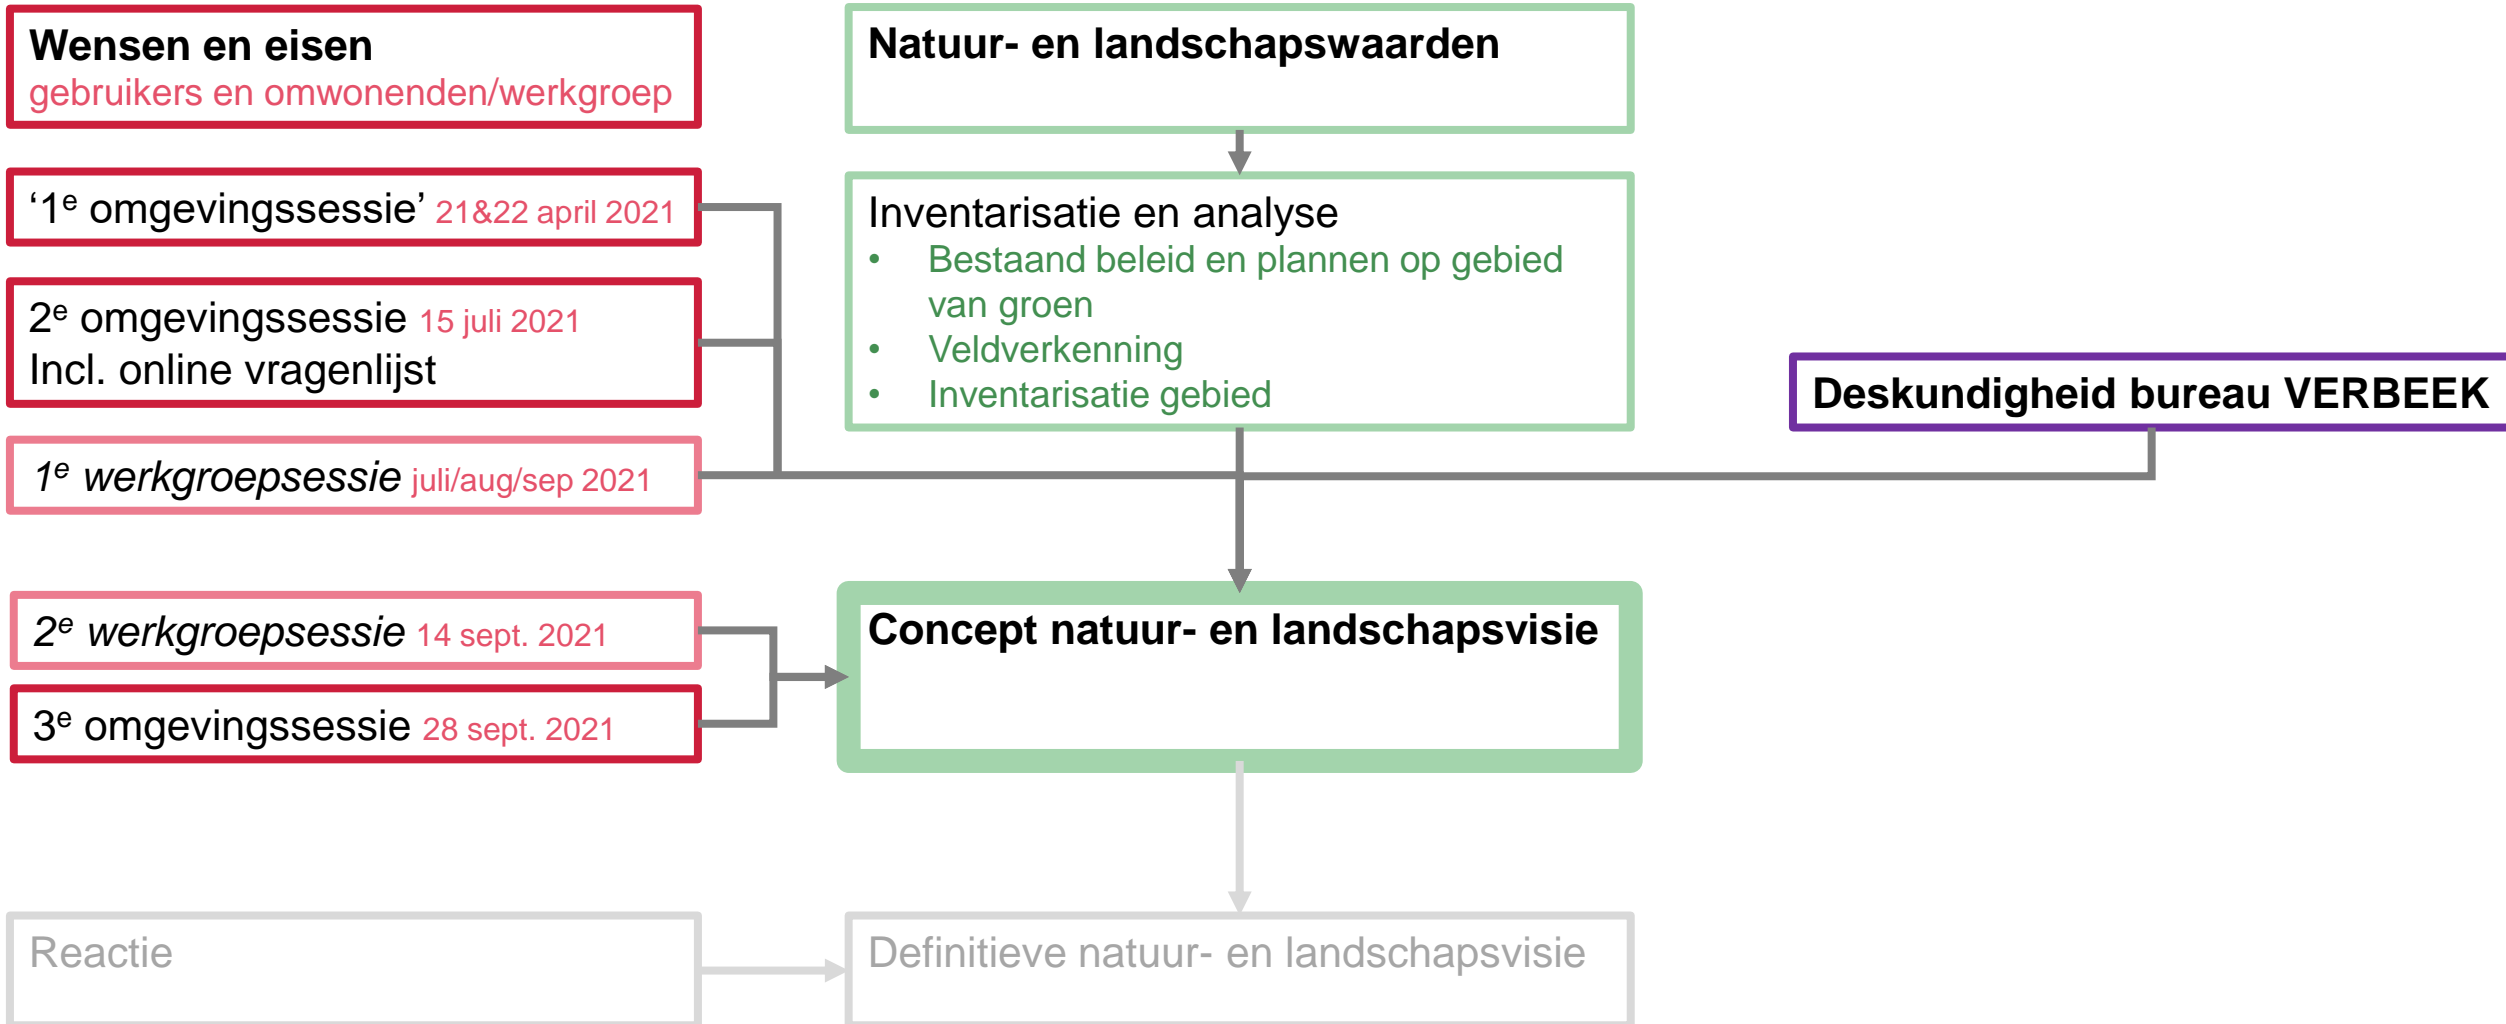 Wensen en eisen
gebruikers en omwonenden/werkgroep
‘1e omgevingssessie’ 21&22 april 2021
2e omgevingssessie 15 juli 2021
Incl. online vragenlijst
1e werkgroepsessie juli/aug/sep 2021
2e werkgroepsessie 14 sept. 2021
3e omgevingssessie 28 sept. 2021
Reactie
Natuur- en landschapswaarden
Inventarisatie en analyse
• Bestaand beleid en plannen op gebied
van groen
• Veldverkenning
• Inventarisatie gebied
Concept natuur- en landschapsvisie
Definitieve natuur- en landschapsvisie
Deskundigheid bureau VERBEEK